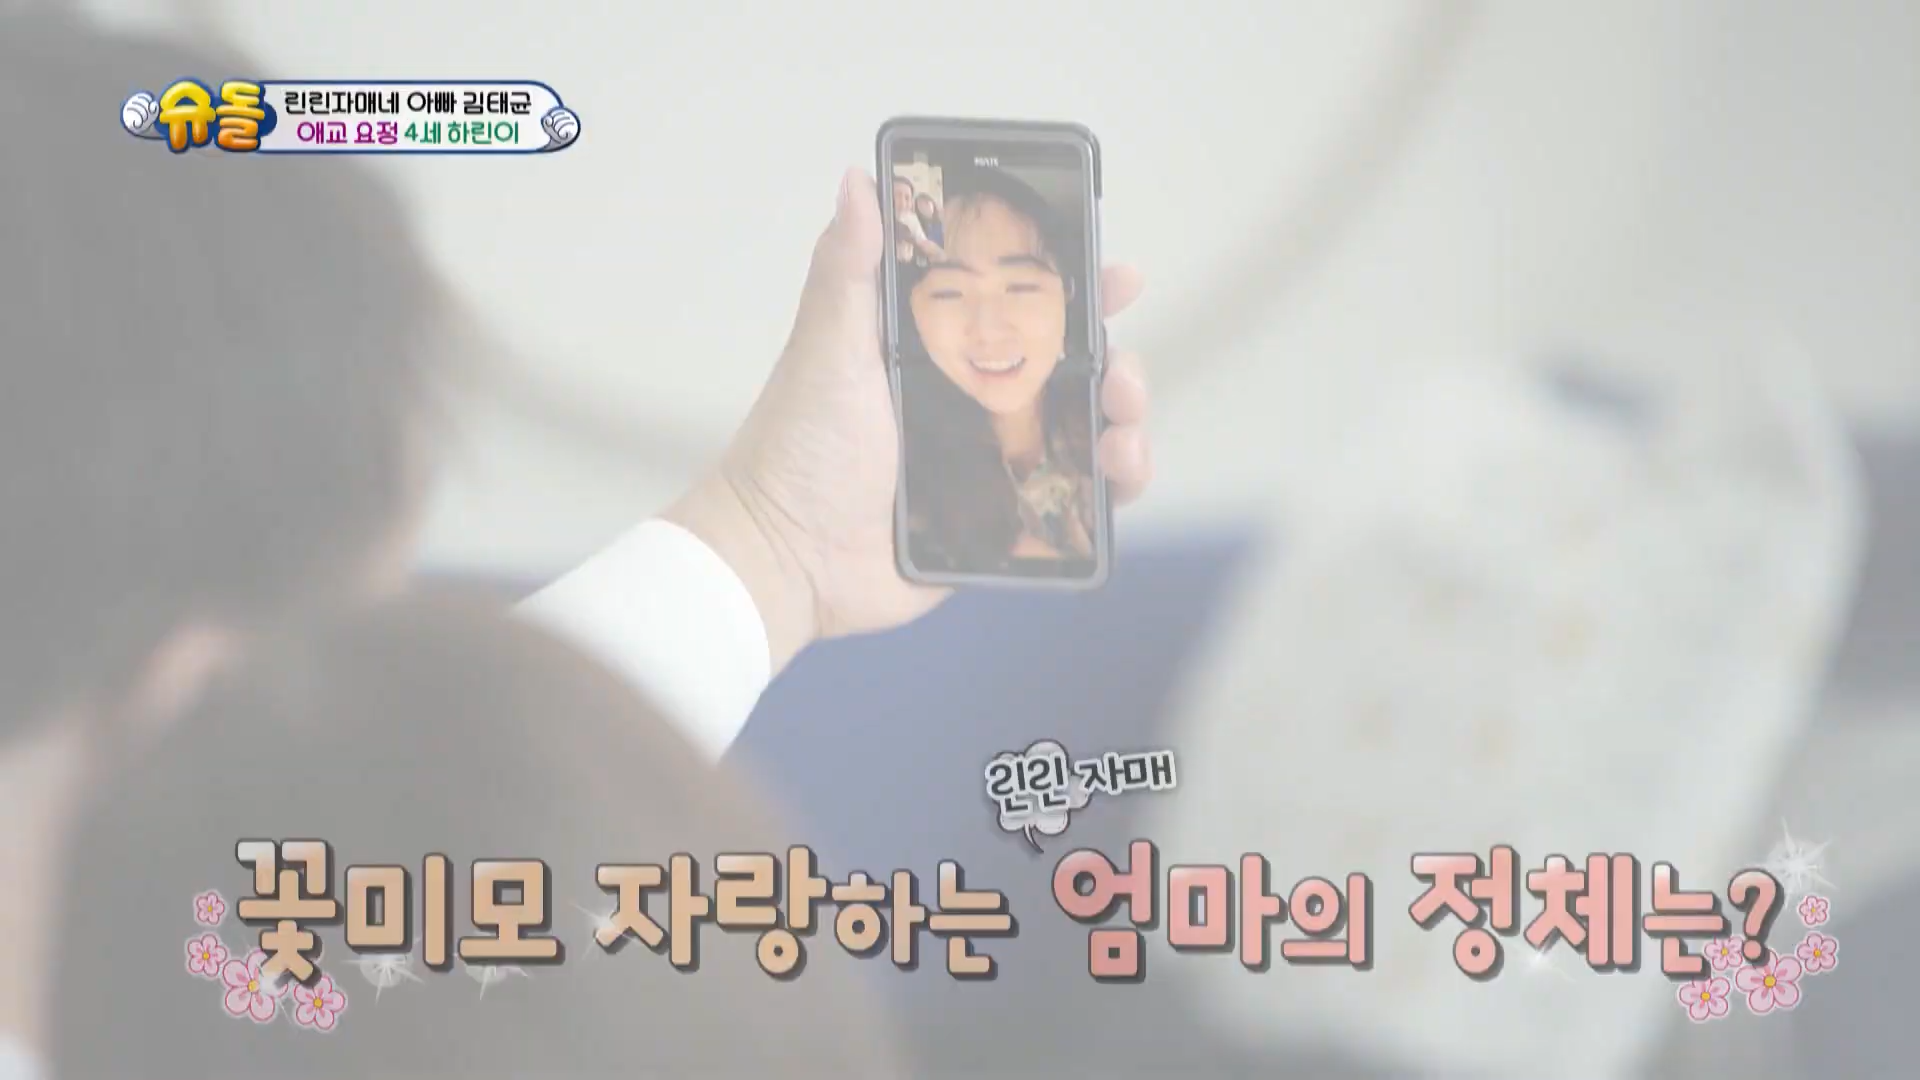 슈돌
린린자매네 아빠 김태균
애교 요정 4세 하린이
린린 자매
꽃미모 자랑하는 엄마의 정체는?